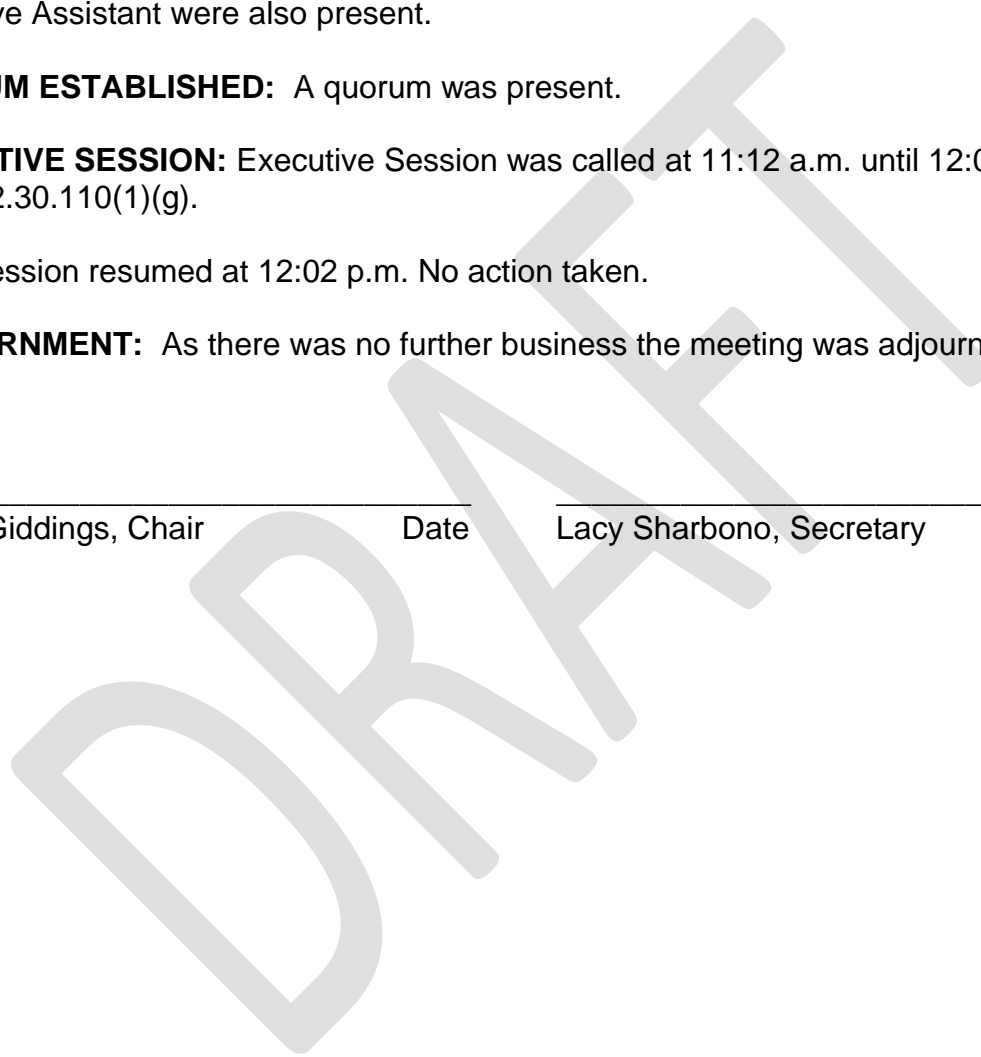 ve Assistant were also present.
UM ESTABLISHED: A quorum was present.
TIVE SESSION: Executive Session was called at 11:12 a.m. until 12:0
2.30.110(1)(g).
ession resumed at 12:02 p.m. No action taken.
RNMENT: As there was no further business the meeting was adjourn
Giddings, Chair Date Lacy Sharbono, Secretary
DRAFT